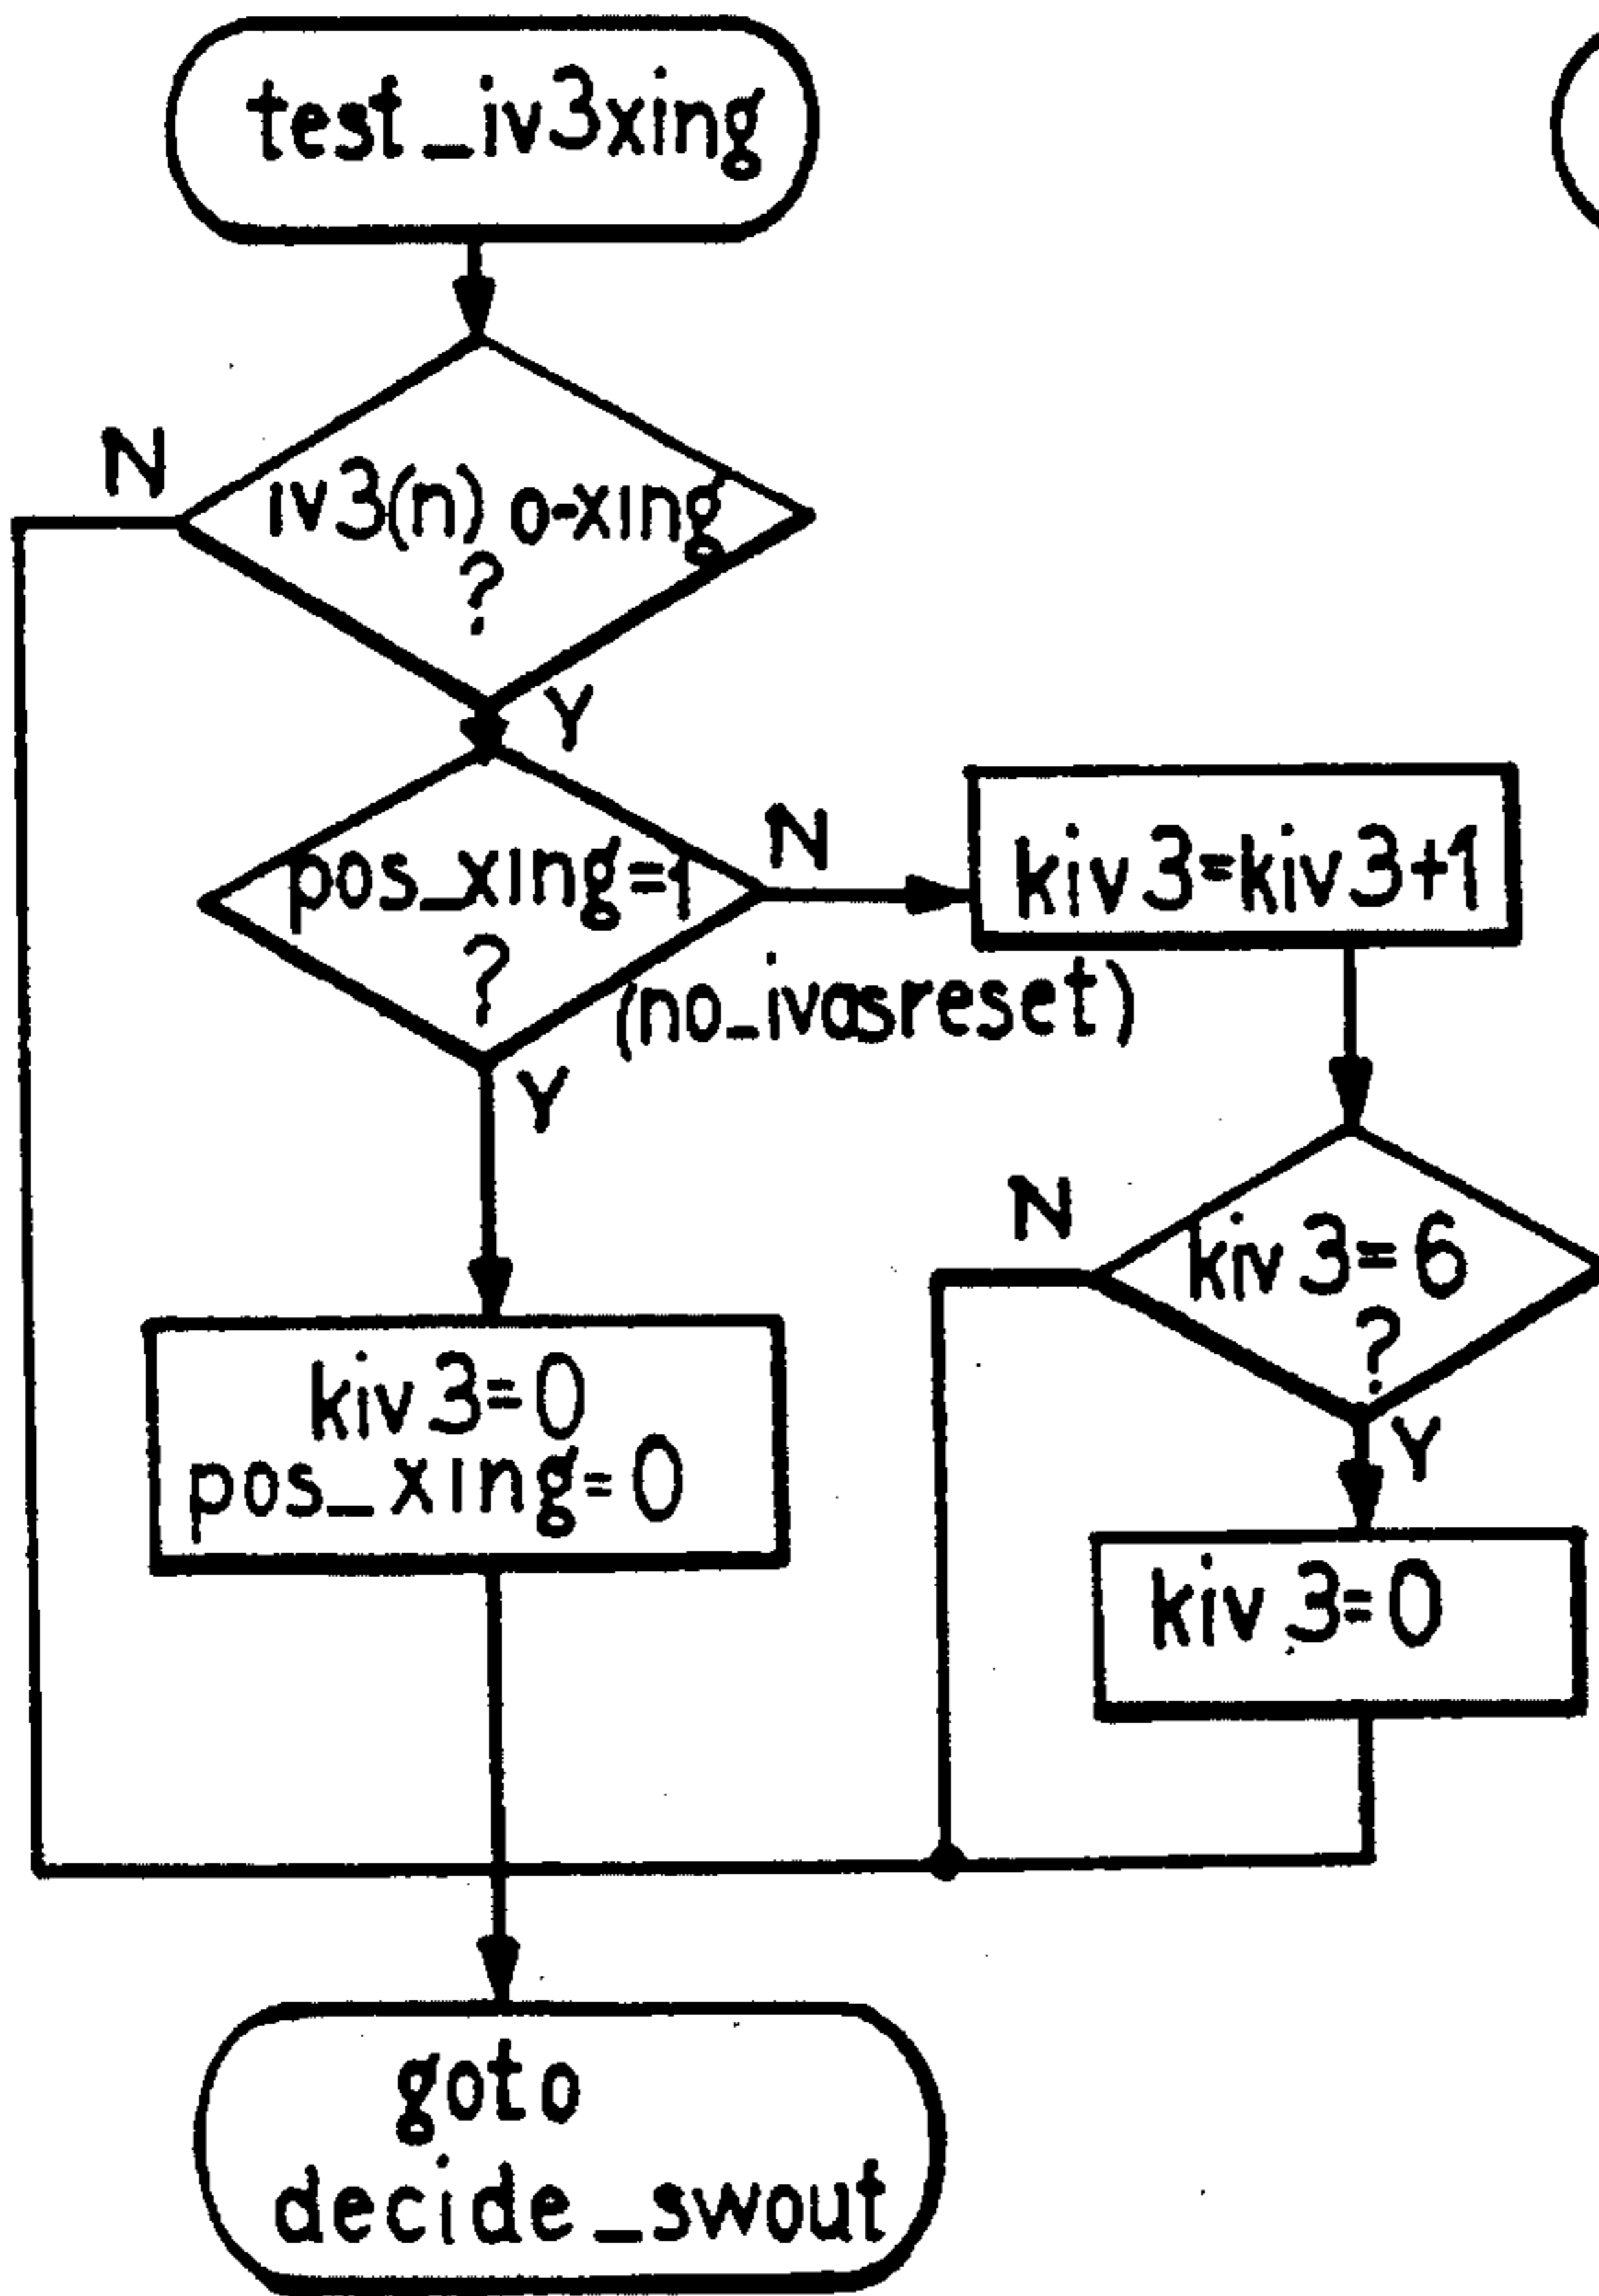 test_iv3xing
N
iv3(n) 0-xing
?
Y
pos_xing=1
?
N
(no_ivasreset)
Y
kiv3=kiv3+1
N
kiv3=6
?
Y
kiv3=0
pos_xing=0
kiv3=0
goto
decide_swout